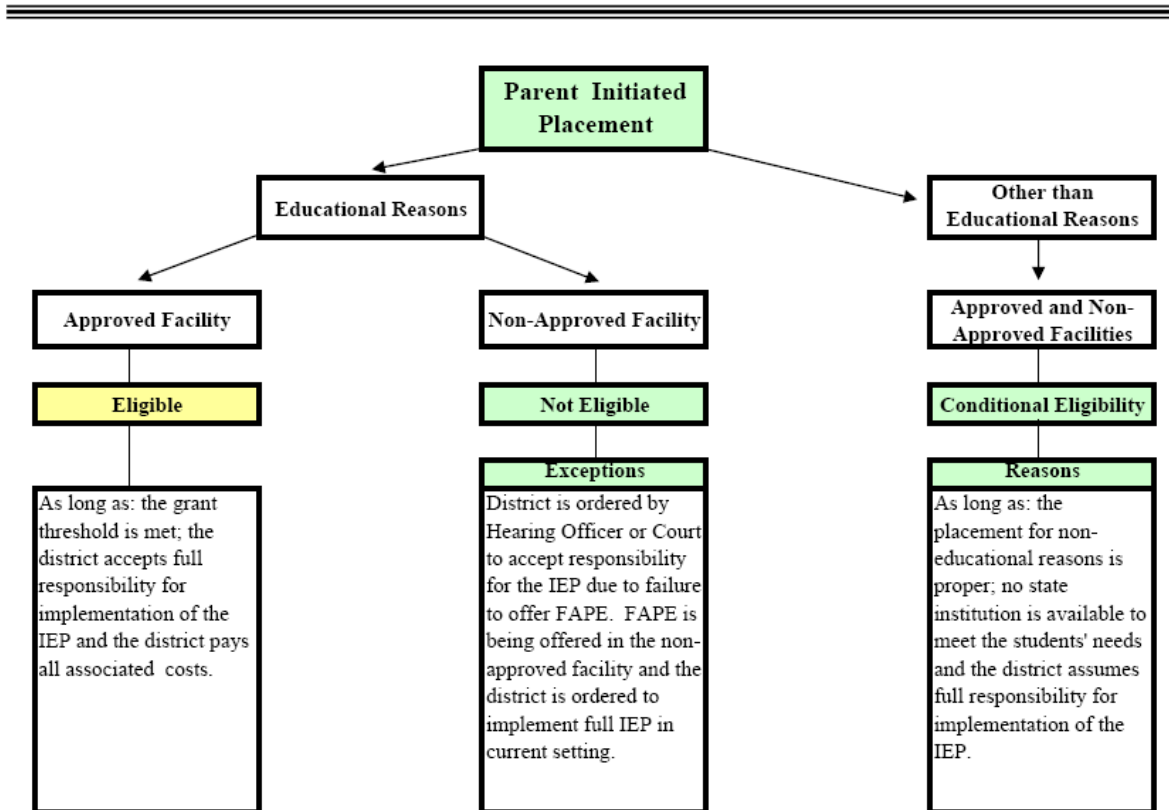 Parent Initiated
Placement
Educational Reasons
Other than
Educational Reasons
Approved Facility
Non-Approved Facility
Approved and Non-
Approved Facilities
Eligible
Not Eligible
Conditional Eligibility
As long as: the grant
threshold is met; the
district accepts full
responsibility for
implementation of the
IEP and the district pays
all associated costs.
Exceptions
District is ordered by
Hearing Officer or Court
to accept responsibility
for the IEP due to failure
to offer FAPE. FAPE is
being offered in the non-
approved facility and the
district is ordered to
implement full IEP in
current setting.
Reasons
As long as: the
placement for non-
educational reasons is
proper; no state
institution is available to
meet the students' needs
and the district assumes
full responsibility for
implementation of the
IEP.